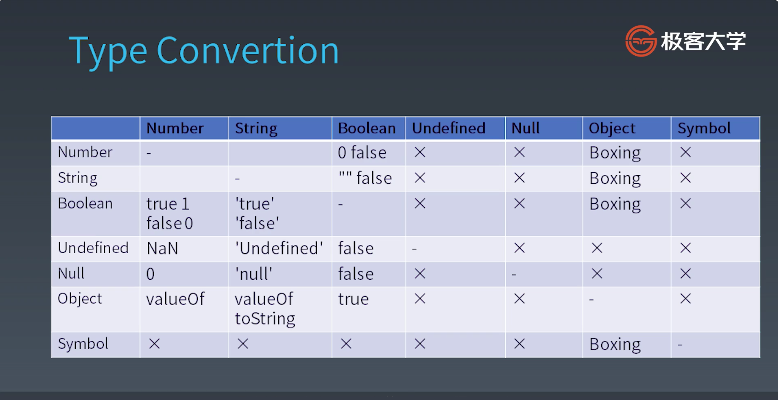 Type Convertion
极客大学
Number String Boolean Undefined Null Object Symbol
Number - 0 false × × Boxing ×
String - "" false × × Boxing ×
Boolean true 1 'true' - × × Boxing ×
false 0 'false'
Undefined NaN 'Undefined' false - × × ×
Null 0 'null' false × - × ×
Object valueOf valueOf true × × - ×
toString
Symbol × × × × × Boxing -